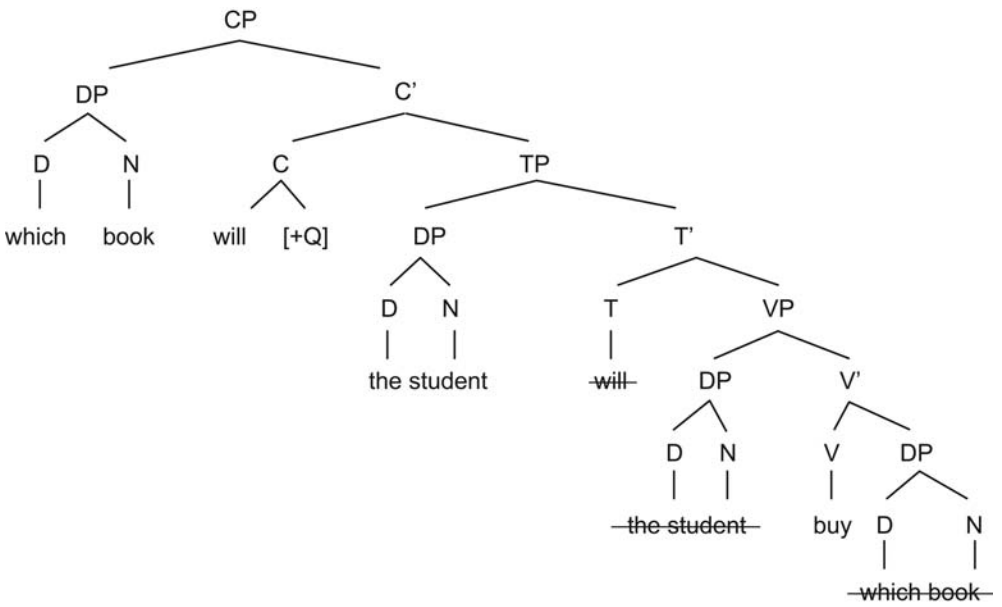 CP
DP C’
D N C TP
which book will [+Q] DP T’
D N T VP
the student will DP V’
D N V DP
the student buy D N
which book